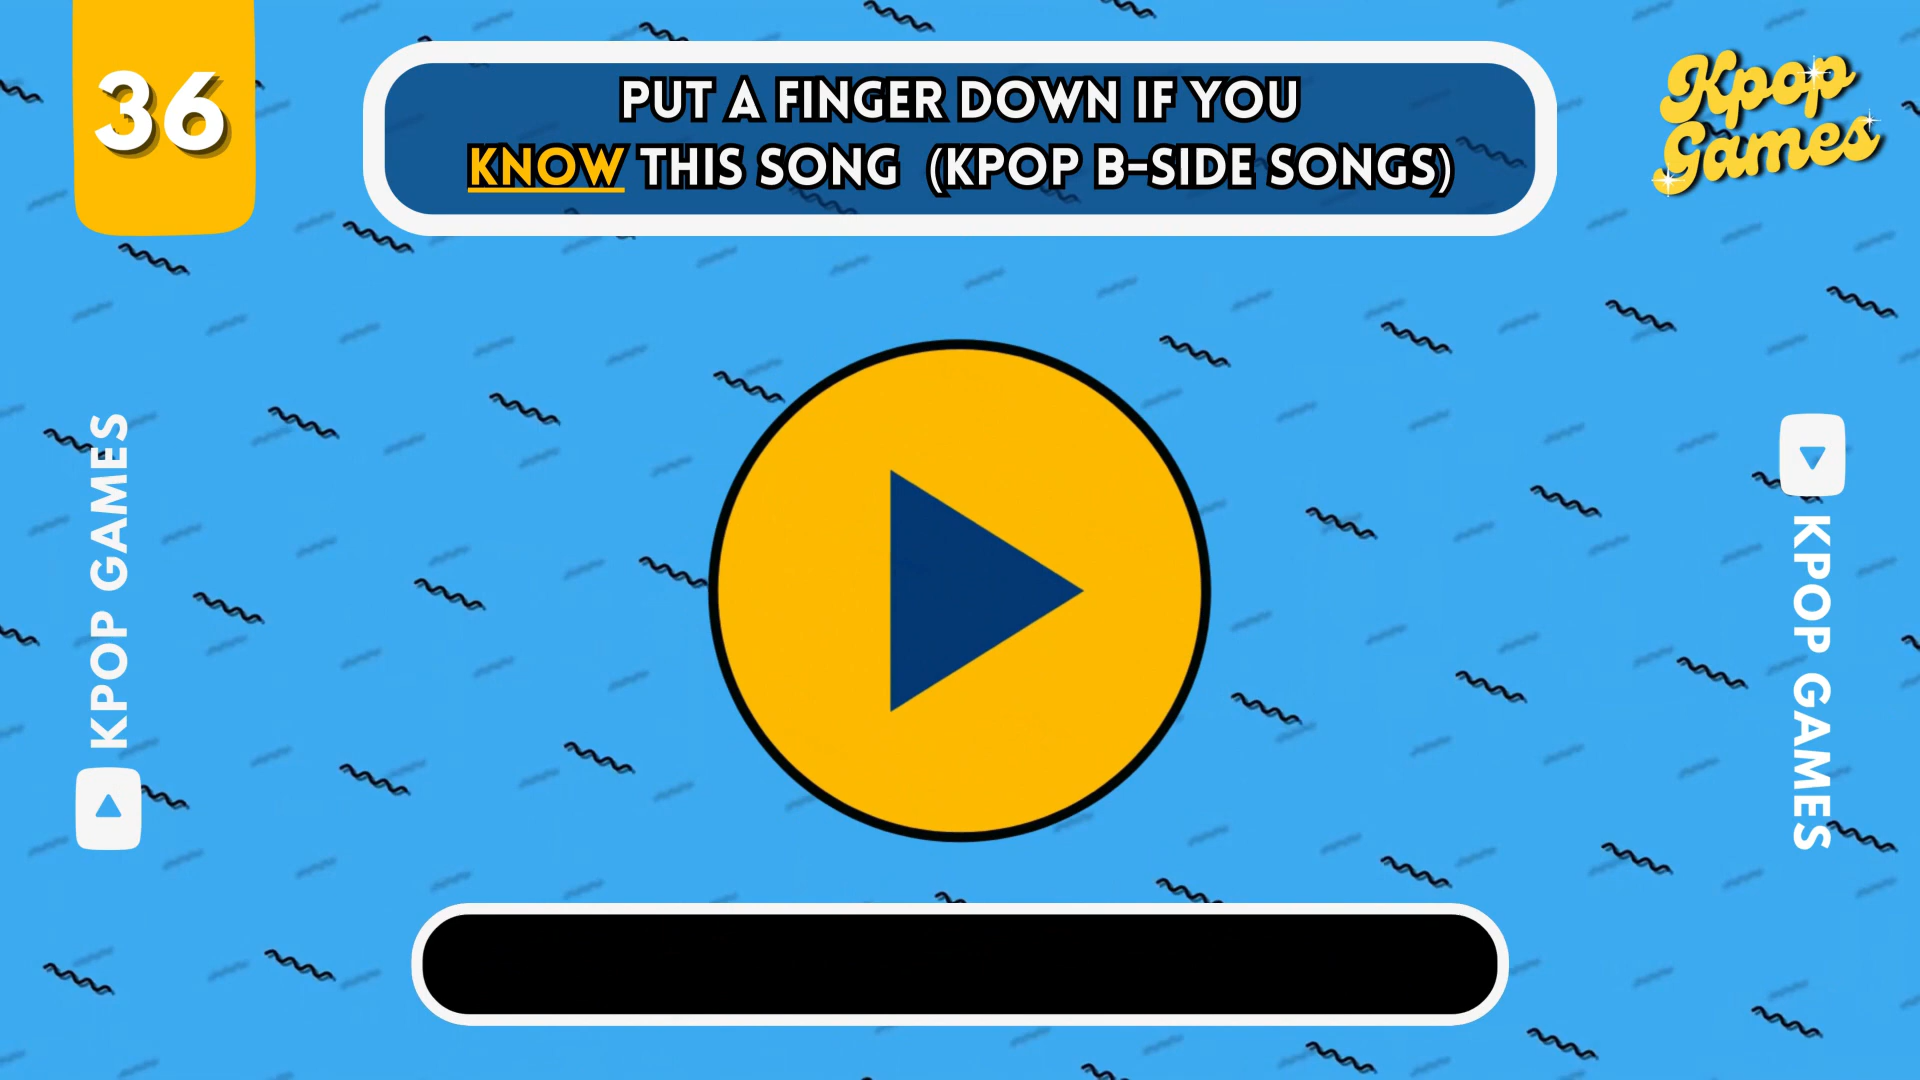 36
PUT A FINGER DOWN IF YOU
KNOW THIS SONG (KPOP B-SIDE SONGS)
Kpop
Games
KPOP GAMES
KPOP GAMES